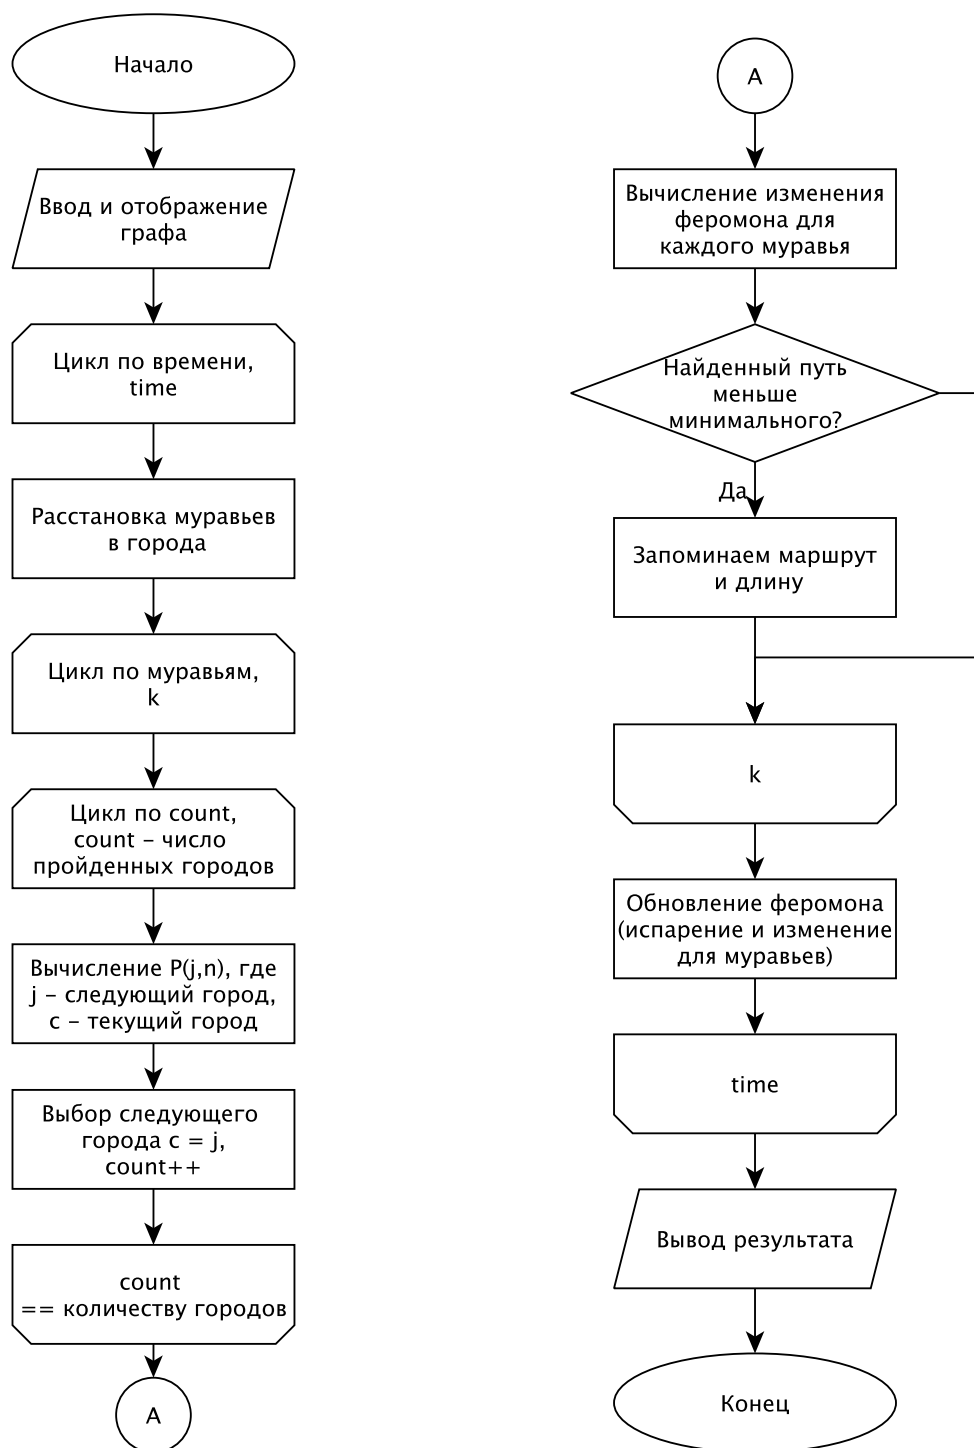 Начало
Ввод и отображение
графа
Цикл по времени,
time
Расстановка муравьев
в города
Цикл по муравьям,
k
Цикл по count,
count – число
пройденных городов
Вычисление P(j,n), где
j – следующий город,
c – текущий город
Выбор следующего
города c = j,
count++
count
== количеству городов
A
A
Вычисление изменения
феромона для
каждого муравья
Найденный путь
меньше
минимального?
Да
Запоминаем маршрут
и длину
k
Обновление феромона
(испарение и изменение
для муравьев)
time
Вывод результата
Конец